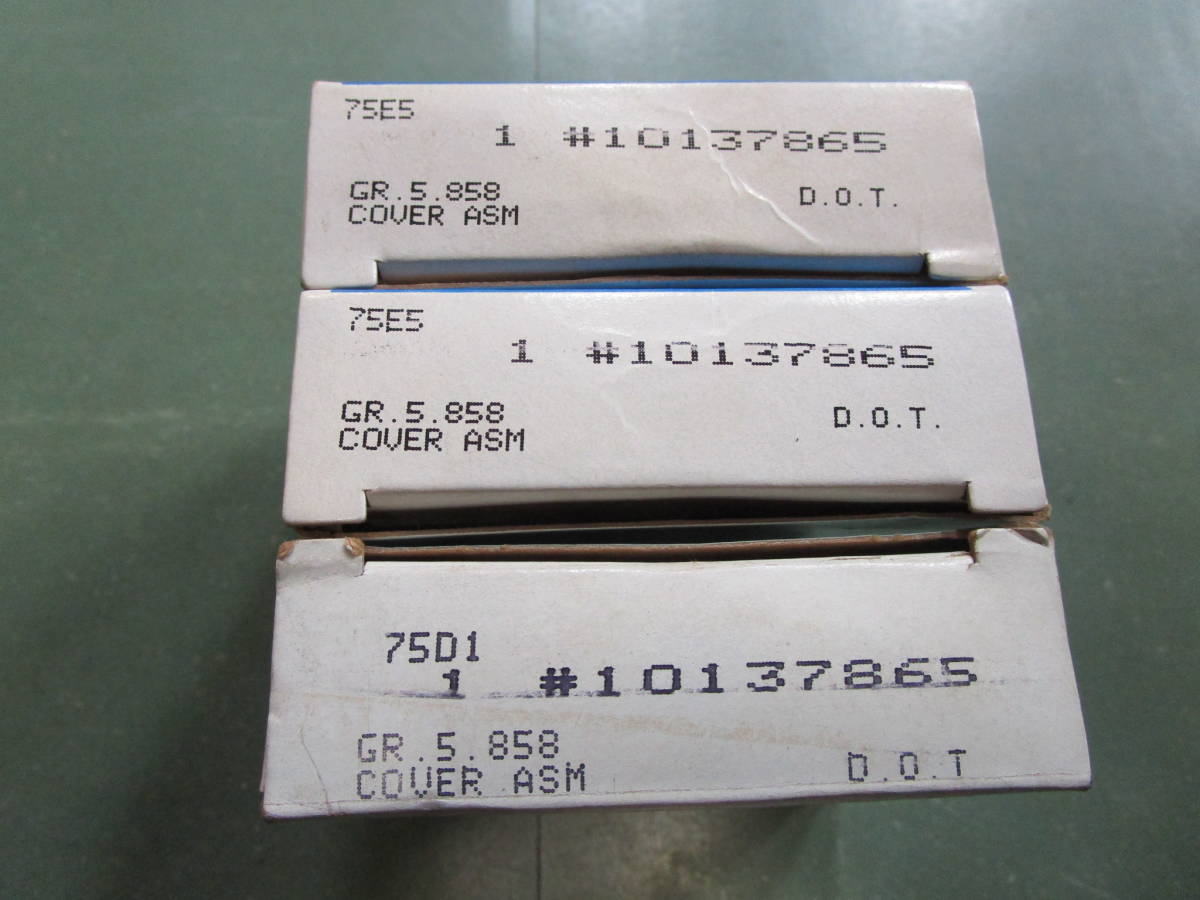 75E5
1 #10137865
GR.5.858
COVER ASM
D.O.T.
75E5
1 #10137865
GR.5.858
COVER ASM
D.O.T.
75D1
1 #10137865
GR.5.858
COVER ASM
D.O.T